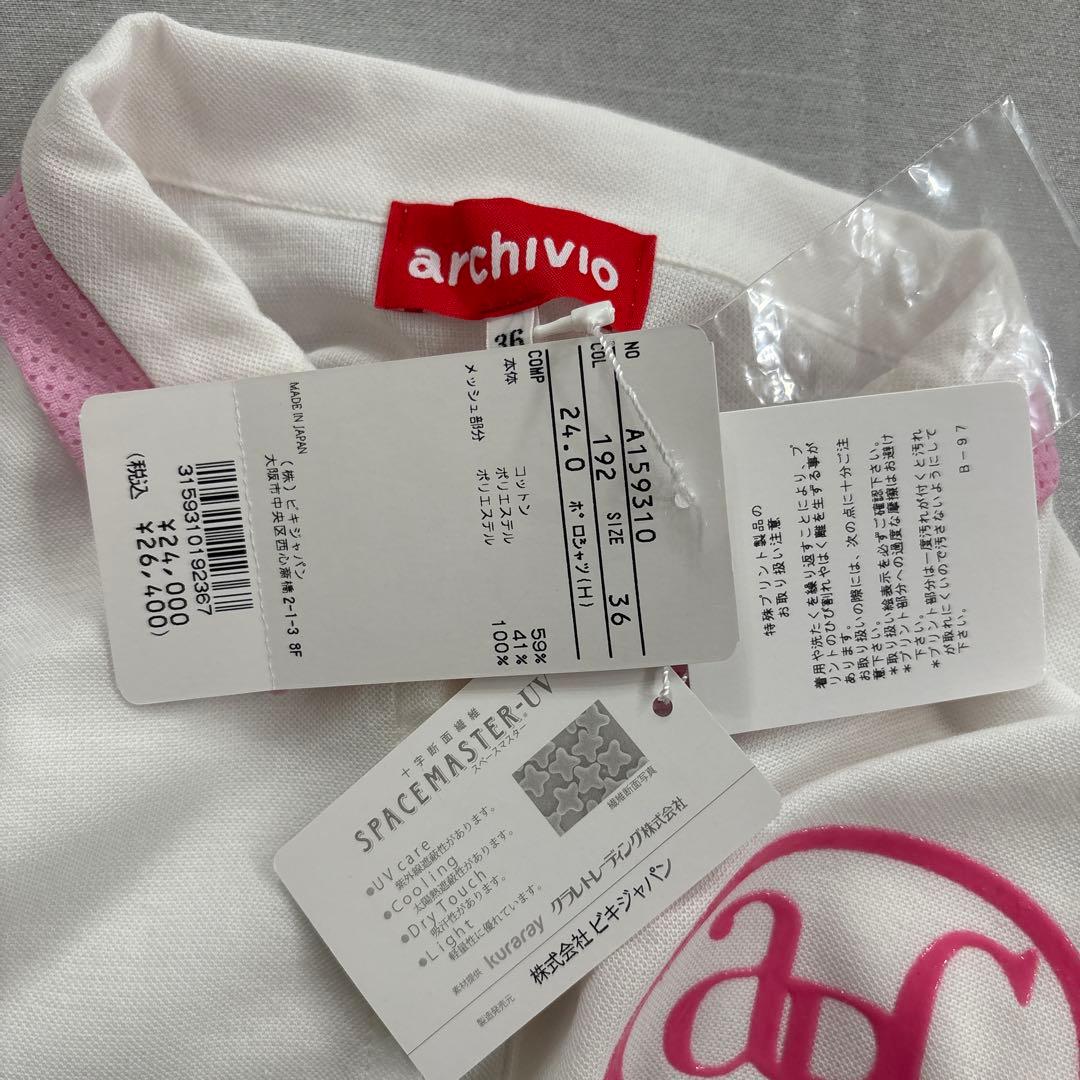 archivio
36
NO A159310
COL 192 SIZE 36
24.0 ポロシャツ(H)
COMP
本体 コットン 59%
ポリエステル 41%
メッシュ部分 ポリエステル 100%
MADE IN JAPAN
(株)ビキジャパン
大阪市中央区西心斎橋2-1-3 8F
3159310192367
¥24,000
(税込 ¥26,400)
特殊プリント製品の
お取り扱い注意
着用や洗たくを繰り返すことにより、プ
リントのひび割れやはく離を生ずる事が
あります。
お取り扱いの際には、次の点に十分ご注
意下さい。
*取り扱い絵表示を必ずご確認下さい。
*プリント部分への過度な摩擦はお避け
下さい。
*プリント部分は一度汚れが付くと汚れ
が取れにくいので汚さないようにして
下さい。
B-97
十字断面繊維
SPACEMASTER-UV
スペースマスター®
繊維断面写真
●UV care
紫外線遮蔽性があります。
●Cooling
太陽熱遮蔽性があります。
●Dry Touch
吸汗性があります。
●Light
軽量性に優れています。
素材提供 kuraray クラレトレーディング株式会社
製造発売元 株式会社 ビキジャパン